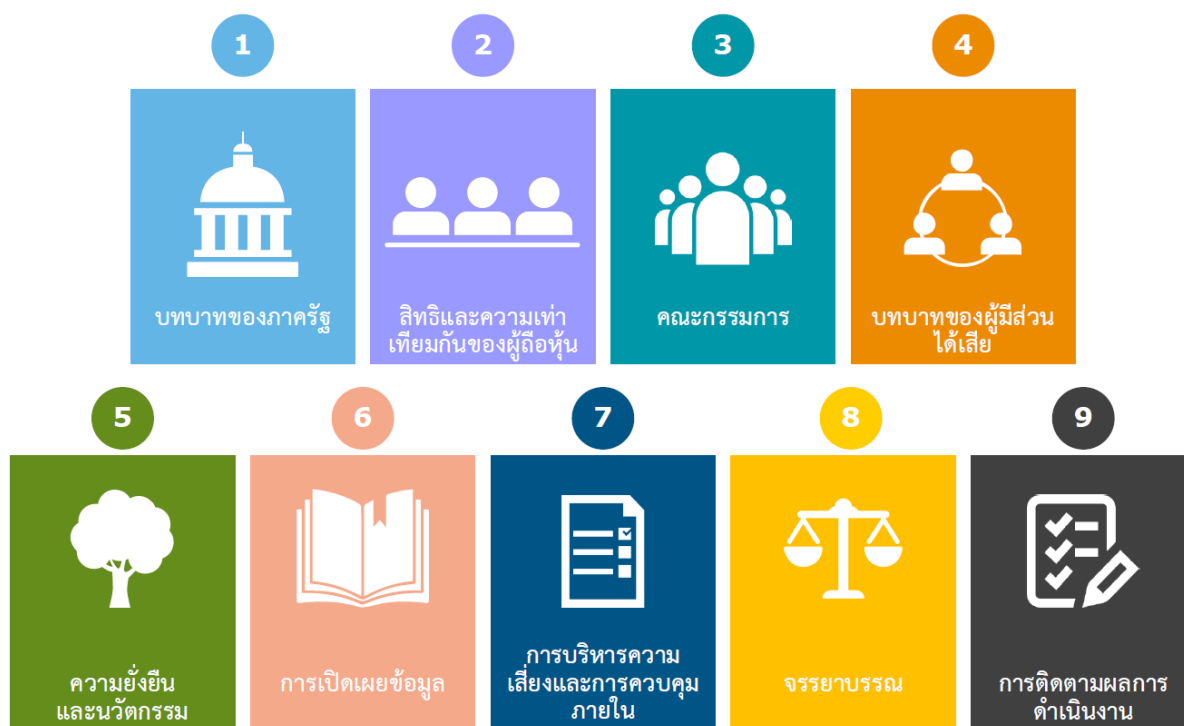 1
2
3
4
บทบาทของภาครัฐ
สิทธิและความเท่า
เทียมกันของผู้ถือหุ้น
คณะกรรมการ
บทบาทของผู้มีส่วน
ได้เสีย
5
6
7
8
9
ความยั่งยืน
และนวัตกรรม
การเปิดเผยข้อมูล
การบริหารความ
เสี่ยงและการควบคุม
ภายใน
จรรยาบรรณ
การติดตามผลการ
ดำเนินงาน